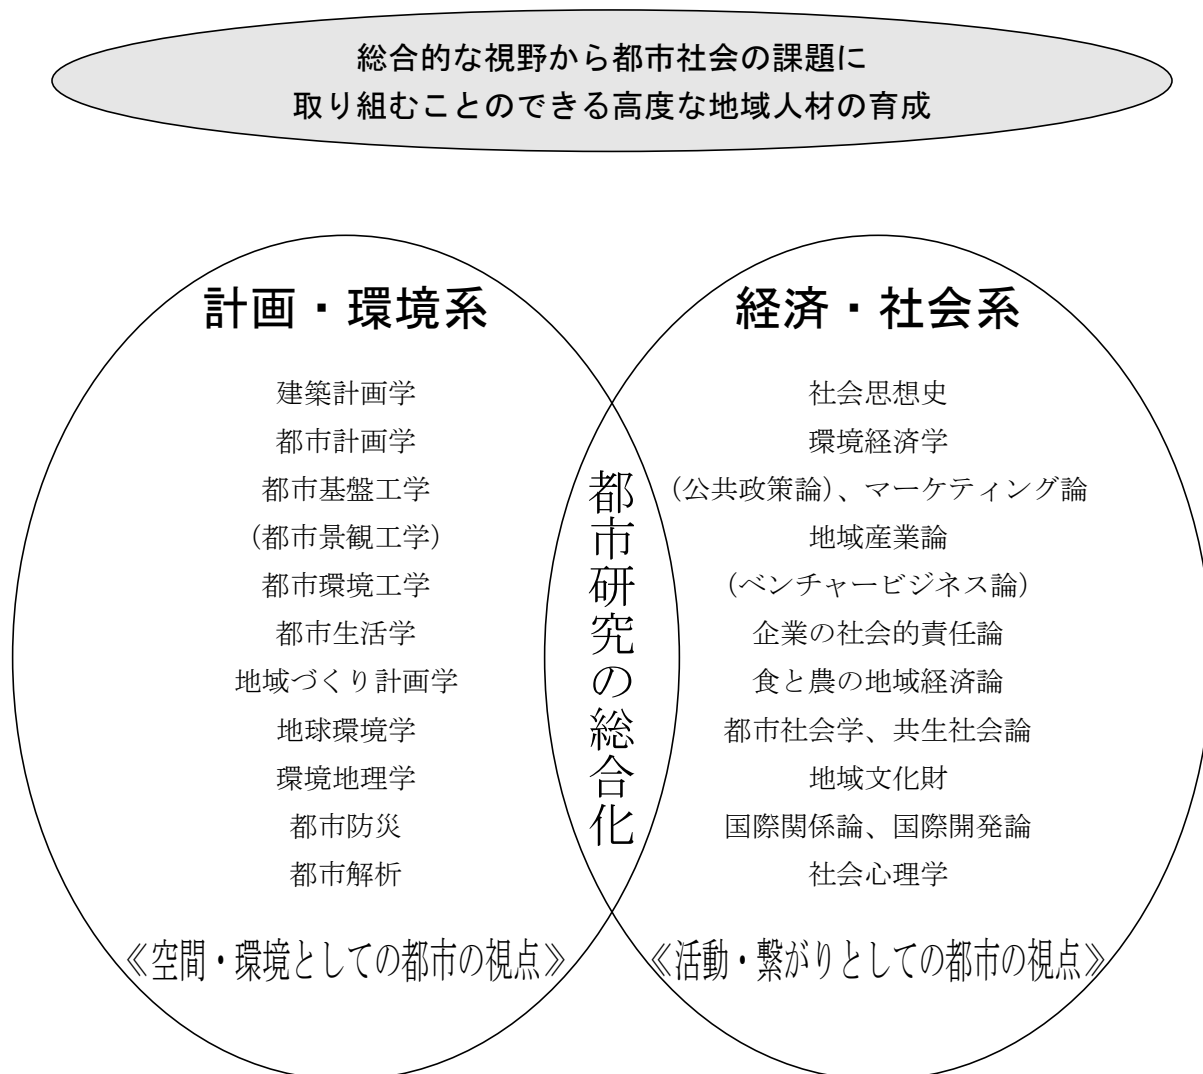 総合的な視野から都市社会の課題に
取り組むことのできる高度な地域人材の育成
計画・環境系
建築計画学
都市計画学
都市基盤工学
（都市景観工学）
都市環境工学
都市生活学
地域づくり計画学
地球環境学
環境地理学
都市防災
都市解析
《空間・環境としての都市の視点》
都市研究の総合化
経済・社会系
社会思想史
環境経済学
（公共政策論）、マーケティング論
地域産業論
（ベンチャービジネス論）
企業の社会的責任論
食と農の地域経済論
都市社会学、共生社会論
地域文化財
国際関係論、国際開発論
社会心理学
《活動・繋がりとしての都市の視点》